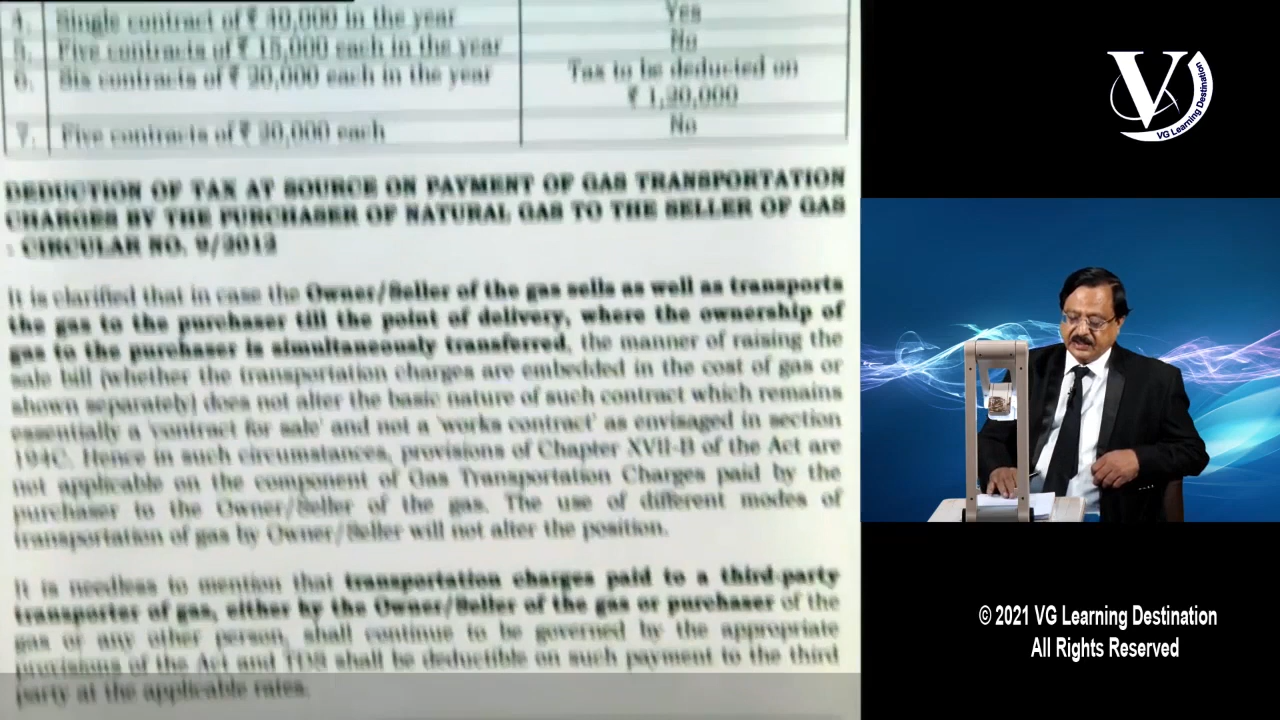 4. Single contract of ₹ 40,000 in the year Yes
5. Five contracts of ₹ 15,000 each in the year No
6. Six contracts of ₹ 20,000 each in the year Tax to be deducted on
₹ 1,20,000
7. Five contracts of ₹ 20,000 each No
DEDUCTION OF TAX AT SOURCE ON PAYMENT OF GAS TRANSPORTATION
CHARGES BY THE PURCHASER OF NATURAL GAS TO THE SELLER OF GAS
: CIRCULAR NO. 9/2012
It is clarified that in case the Owner/Seller of the gas sells as well as transports
the gas to the purchaser till the point of delivery, where the ownership of
gas to the purchaser is simultaneously transferred, the manner of raising the
sale bill (whether the transportation charges are embedded in the cost of gas or
shown separately) does not alter the basic nature of such contract which remains
essentially a 'contract for sale' and not a 'works contract' as envisaged in section
194C. Hence in such circumstances, provisions of Chapter XVII-B of the Act are
not applicable on the component of Gas Transportation Charges paid by the
purchaser to the Owner/Seller of the gas. The use of different modes of
transportation of gas by Owner/Seller will not alter the position.
It is needless to mention that transportation charges paid to a third-party
transporter of gas, either by the Owner/Seller of the gas or purchaser of the
gas or any other person, shall continue to be governed by the appropriate
provisions of the Act and TDS shall be deductible on such payment to the third
party at the applicable rates.
V
VG Learning Destination
© 2021 VG Learning Destination
All Rights Reserved